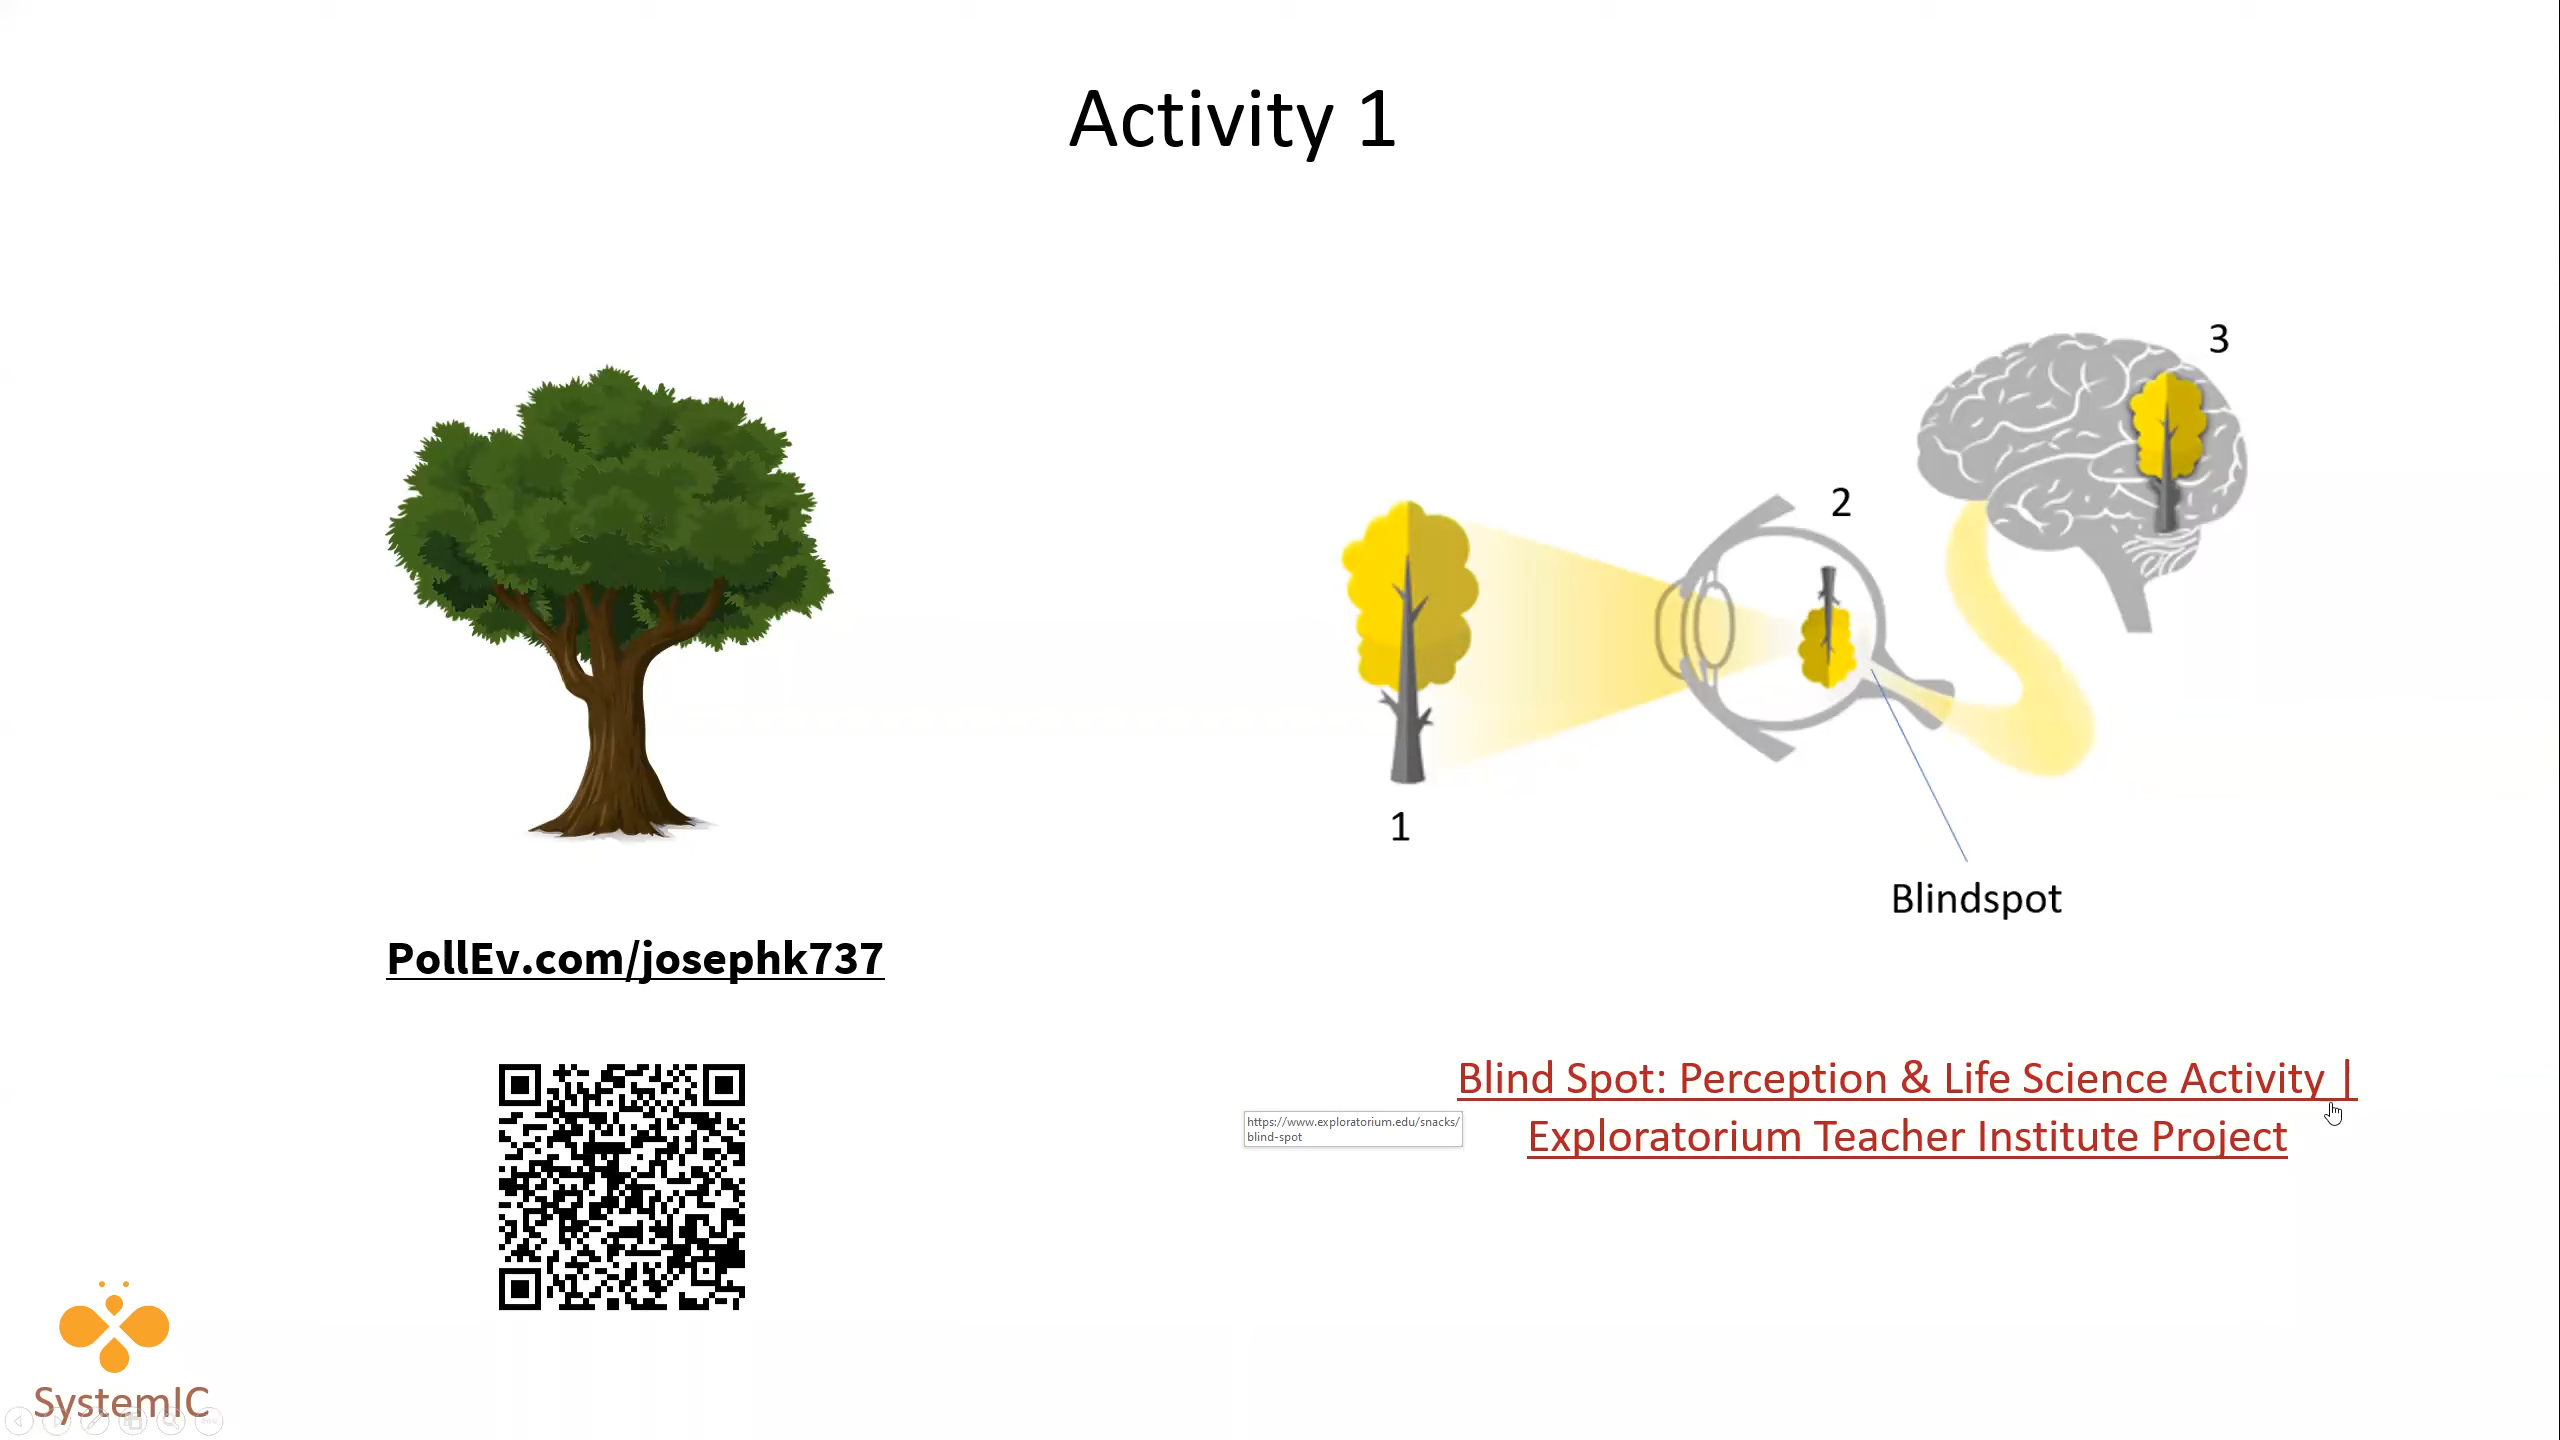 Activity 1
3
2
1
Blindspot
PollEv.com/josephk737
Blind Spot: Perception & Life Science Activity |
Exploratorium Teacher Institute Project
https://www.exploratorium.edu/snacks/
blind-spot
SystemIC